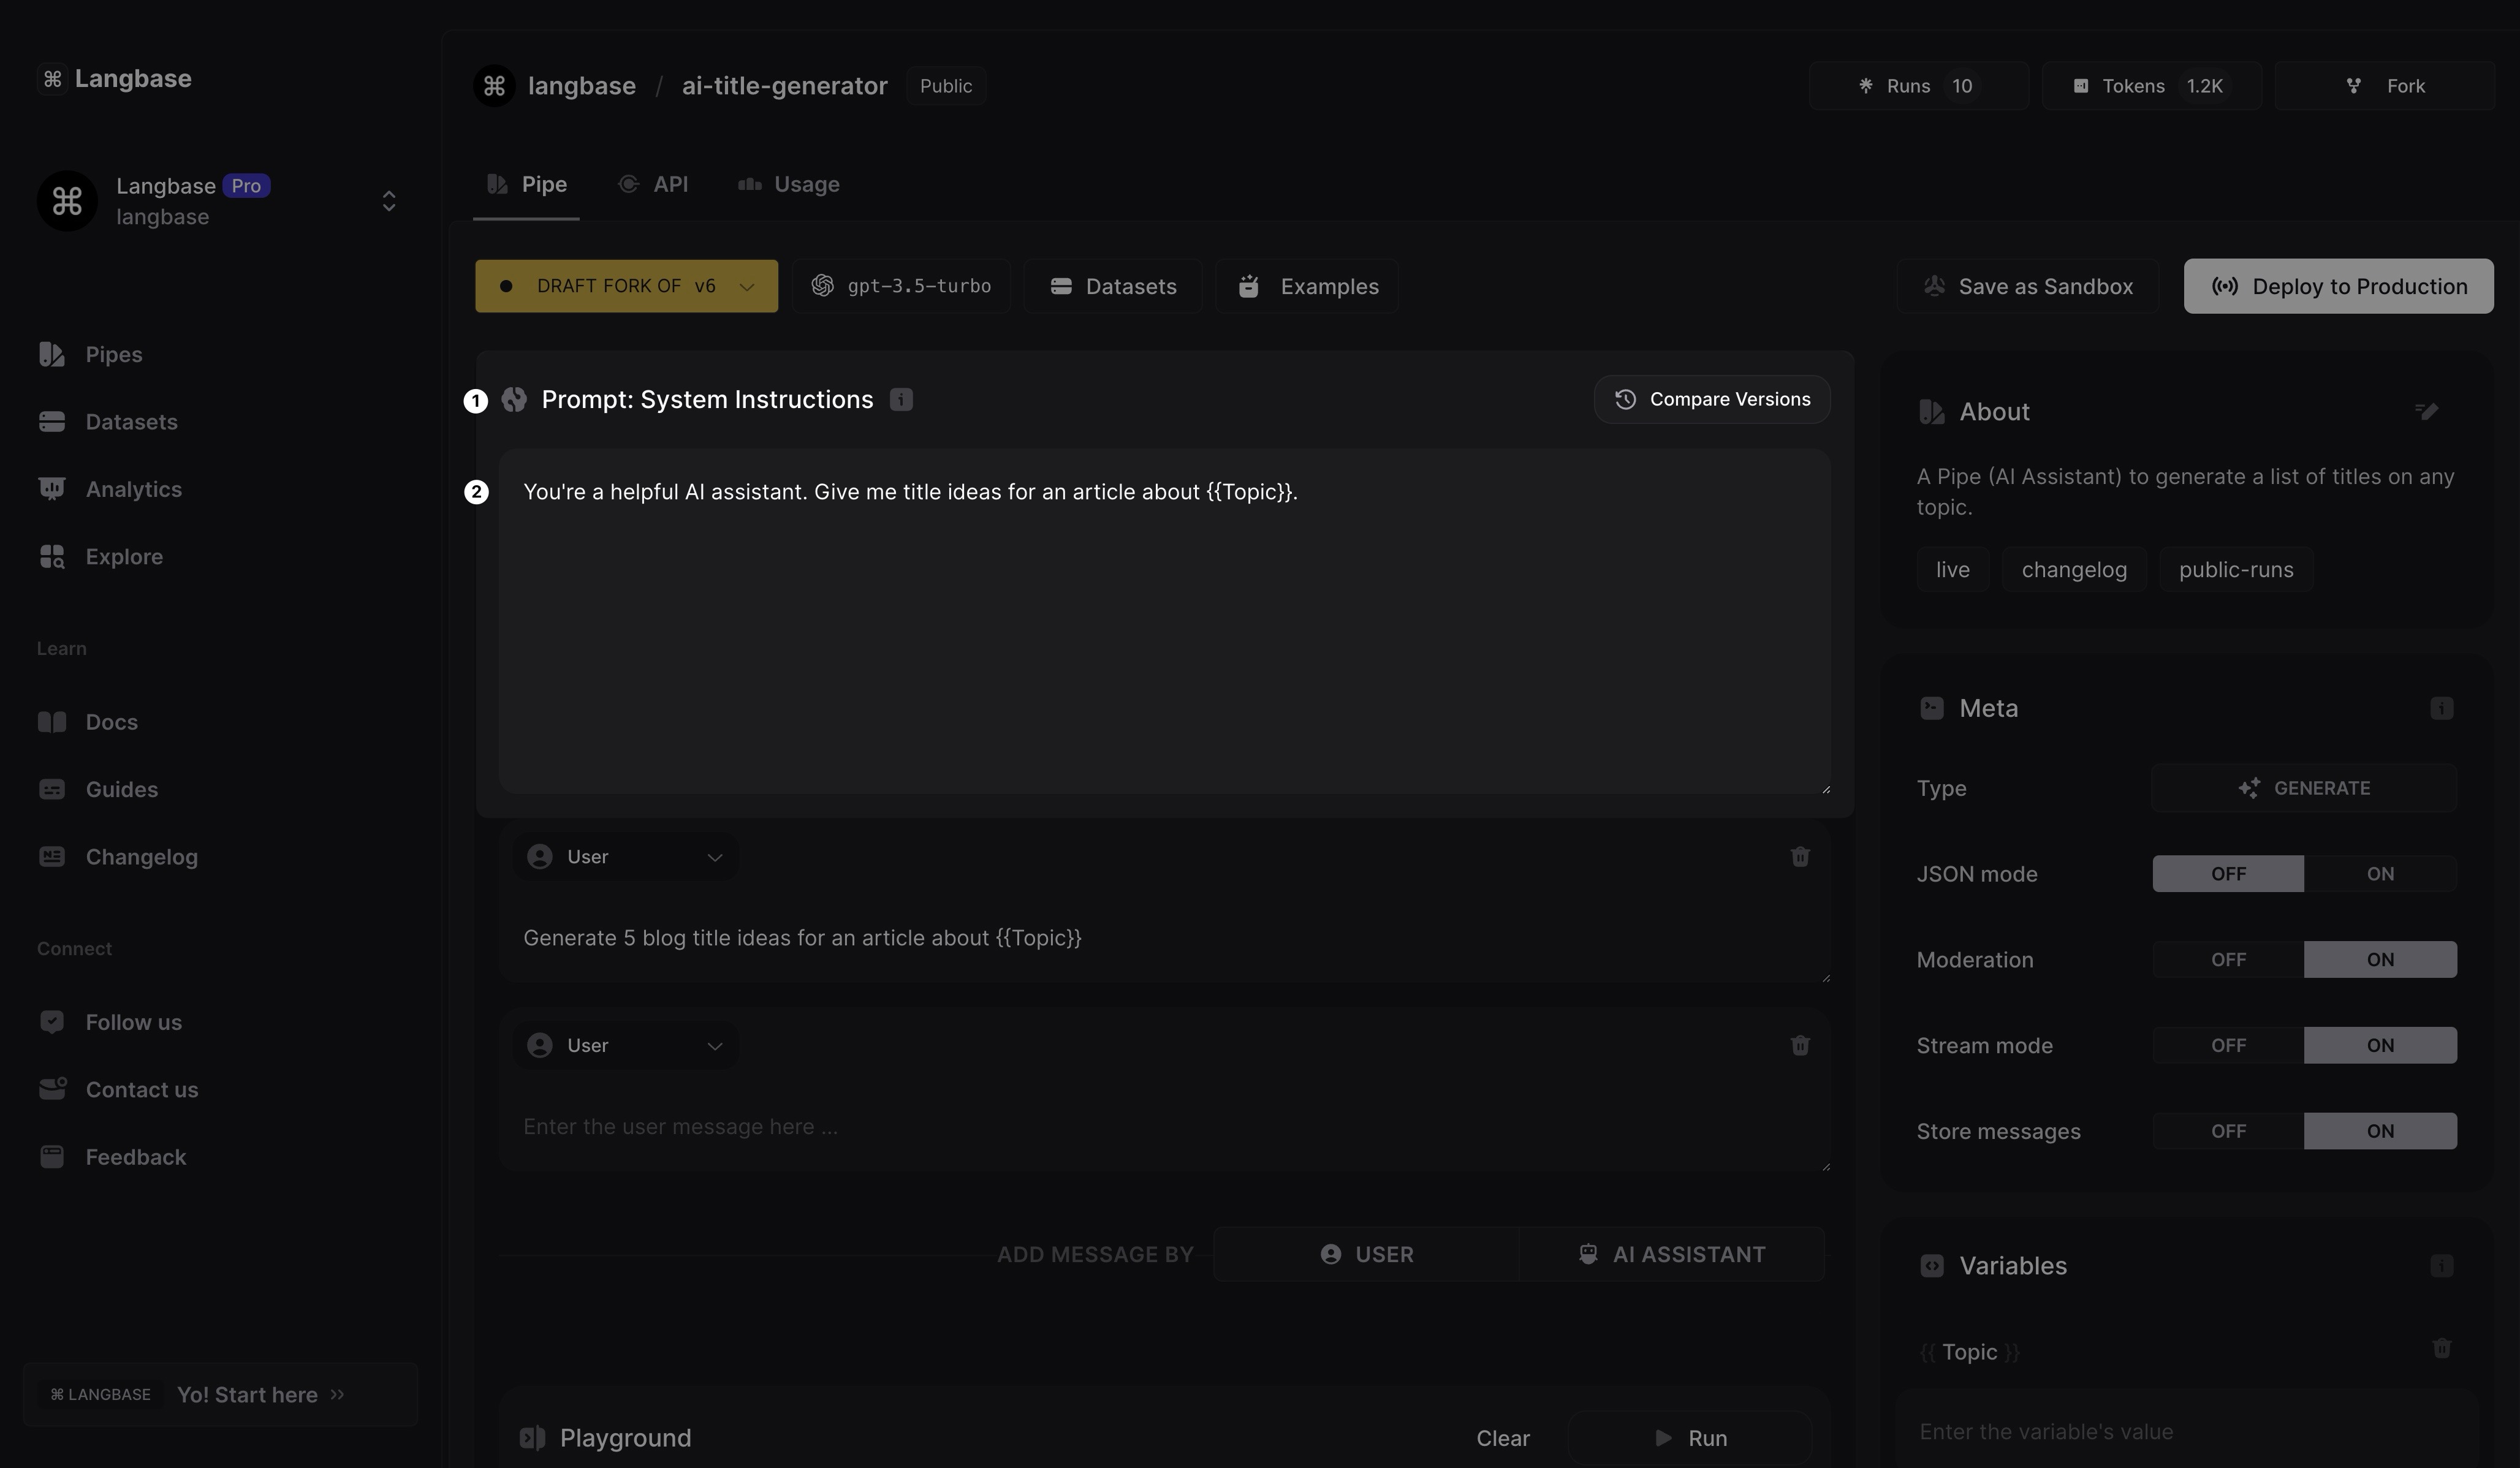 Langbase
langbase / ai-title-generator Public
Runs 10
Tokens 1.2K
Fork
Langbase Pro
langbase
Pipe
API
Usage
DRAFT FORK OF v6
gpt-3.5-turbo
Datasets
Examples
Save as Sandbox
Deploy to Production
Pipes
Datasets
Analytics
Explore
Learn
Docs
Guides
Changelog
Connect
Follow us
Contact us
Feedback
LANGBASE Yo! Start here
1 Prompt: System Instructions
Compare Versions
2 You're a helpful AI assistant. Give me title ideas for an article about {{Topic}}.
User
Generate 5 blog title ideas for an article about {{Topic}}
User
Enter the user message here ...
ADD MESSAGE BY
USER
AI ASSISTANT
Playground
Clear
Run
About
A Pipe (AI Assistant) to generate a list of titles on any
topic.
live
changelog
public-runs
Meta
Type
GENERATE
JSON mode
OFF ON
Moderation
OFF ON
Stream mode
OFF ON
Store messages
OFF ON
Variables
{{ Topic }}
Enter the variable's value